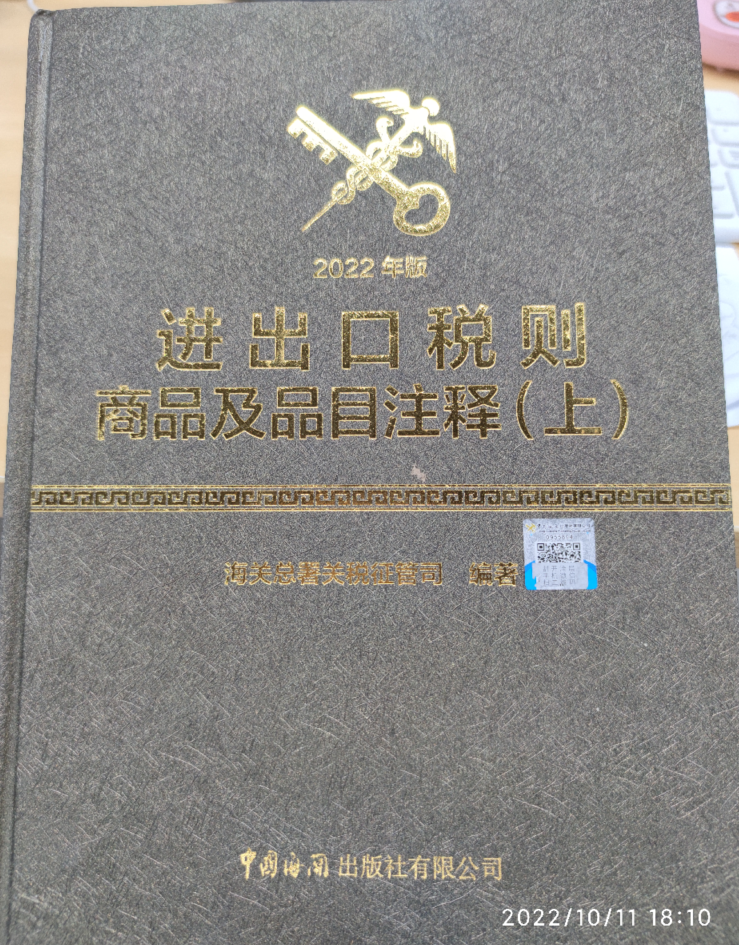 2022年版
进出口税则
商品及品目注释(上)
海关总署关税征管司 编著
中国海关出版社有限公司
2022/10/11 18:10